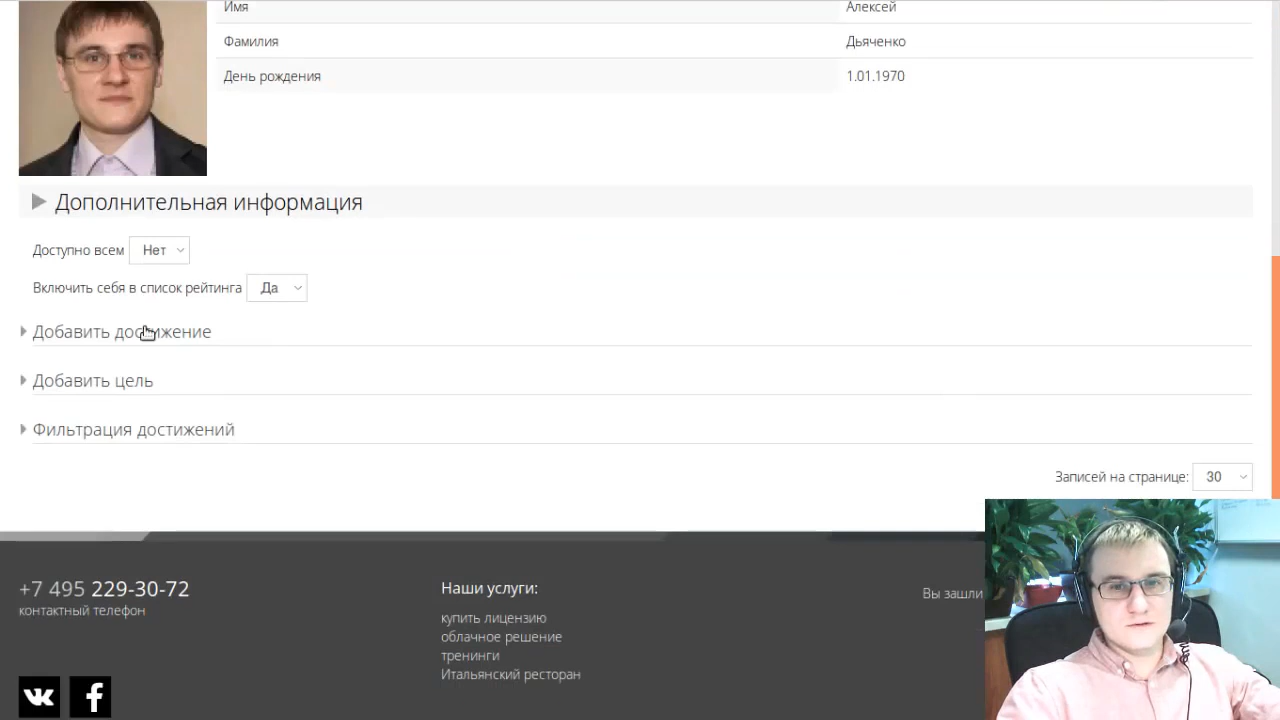 Имя
Алексей
Фамилия
Дьяченко
День рождения
1.01.1970
Дополнительная информация
Доступно всем Нет
Включить себя в список рейтинга Да
Добавить достижение
Добавить цель
Фильтрация достижений
Записей на странице: 30
+7 495 229-30-72
контактный телефон
Наши услуги:
купить лицензию
облачное решение
тренинги
Итальянский ресторан
Вы зашли